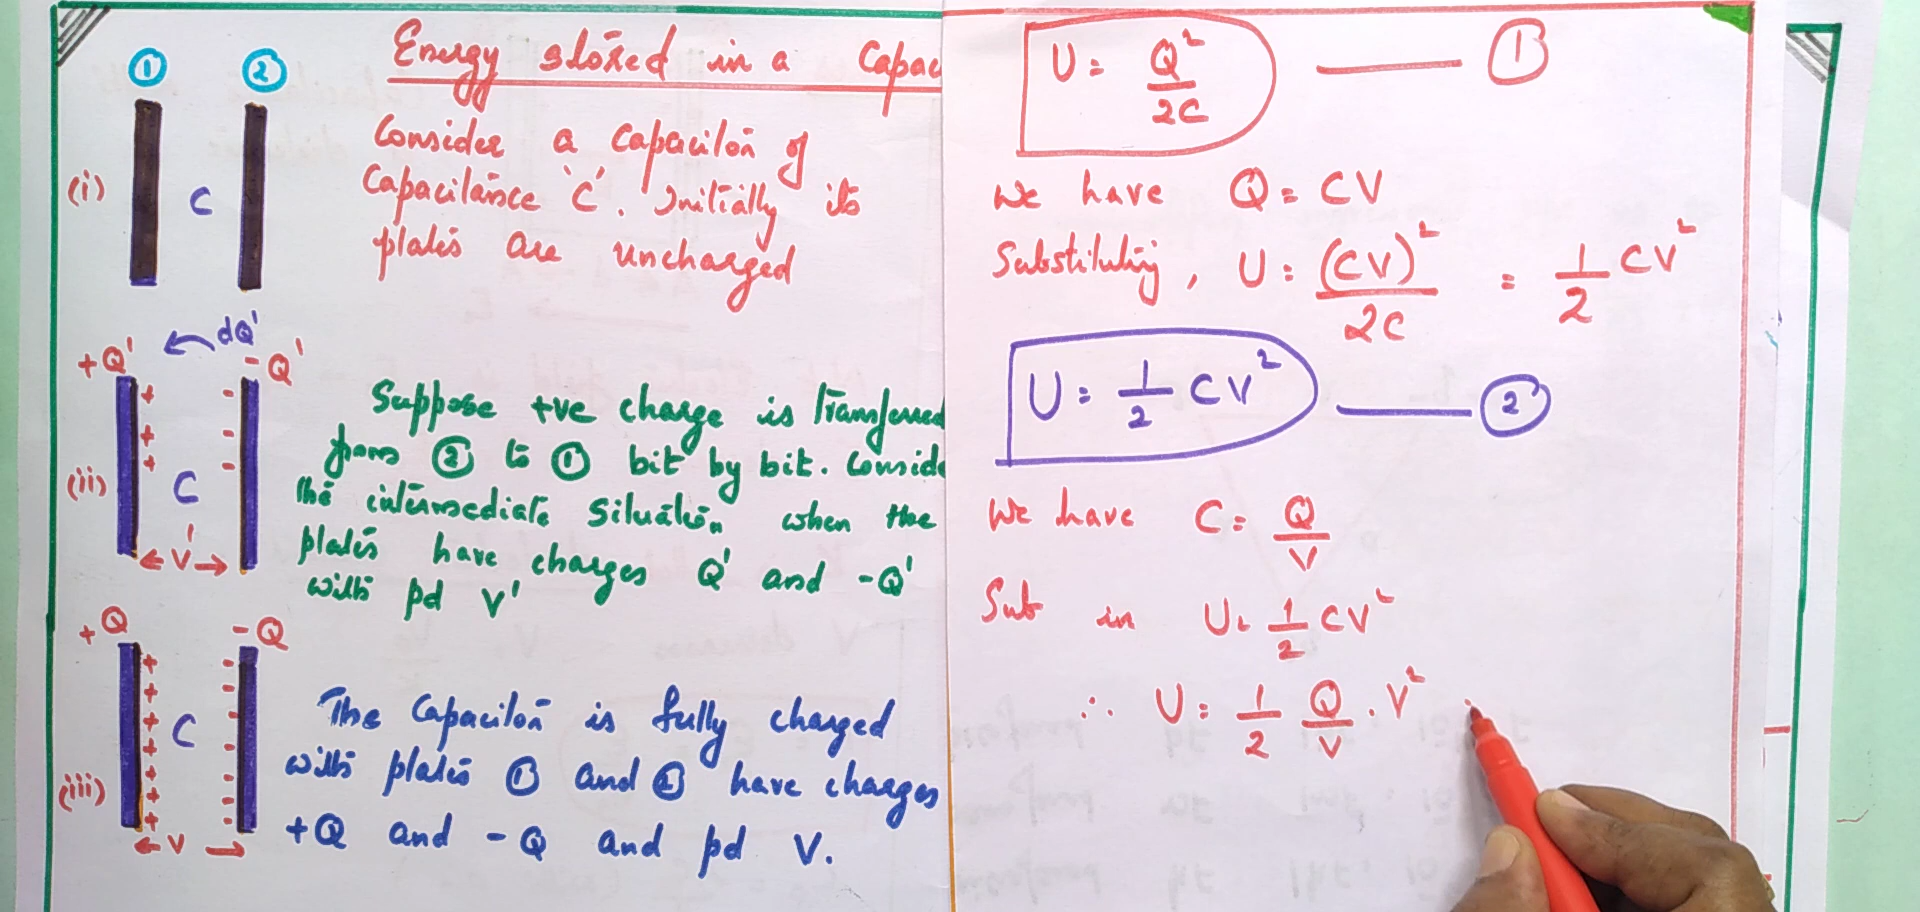 Energy stored in a Capac
① ②
(i) C
Consider a Capacitor of
Capacitance 'C'. Initially its
plates are uncharged
dQ'
+Q' -Q'
(ii) C
V'
Suppose +ve charge is Transferred
from ② to ① bit by bit. Conside
the intermediate Situation when the
plates have charges Q' and -Q'
with pd V'
+Q -Q
(iii) C
V
The Capacitor is fully charged
with plates ① and ② have charges
+Q and -Q and pd V.
U = Q²/2C ——— ①
We have Q = CV
Substituting, U = (CV)²/2C = 1/2 CV²
U = 1/2 CV² ——— ②
We have C = Q/V
Sub in U = 1/2 CV²
∴ U = 1/2 Q/V . V²